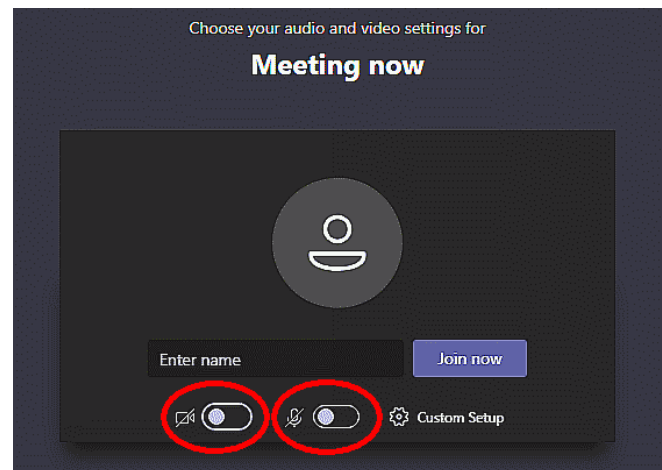 Choose your audio and video settings for
Meeting now
Enter name
Join now
Custom Setup